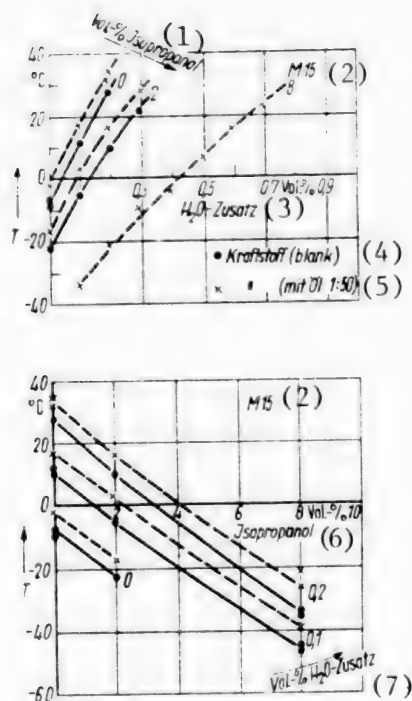 Vol.-% Isopropanol (1)
40
°C
20
0
-20
-40
T
0
2
M15 (2)
8
0,3
0,5
0,7 Vol.-% 0,9
H₂O-Zusatz (3)
• Kraftstoff (blank) (4)
× " (mit Öl 1:50) (5)
40
°C
20
0
-20
-40
-60
T
M15 (2)
2
4
6
8 Vol.-% 10
Isopropanol (6)
0
0,2
0,1
Vol.-% H₂O-Zusatz (7)